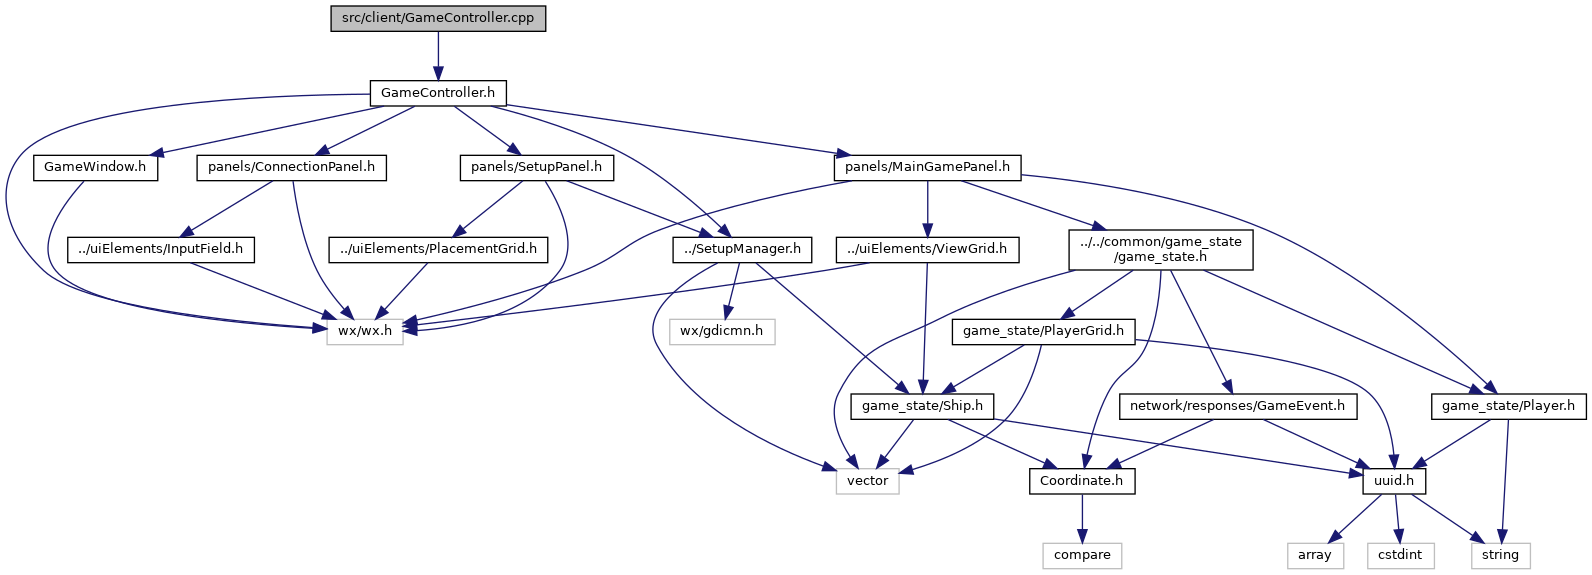 src/client/GameController.cpp
GameController.h
GameWindow.h
panels/ConnectionPanel.h
panels/SetupPanel.h
panels/MainGamePanel.h
../uiElements/InputField.h
../uiElements/PlacementGrid.h
../SetupManager.h
../uiElements/ViewGrid.h
../../common/game_state
/game_state.h
wx/wx.h
wx/gdicmn.h
game_state/PlayerGrid.h
game_state/Ship.h
network/responses/GameEvent.h
game_state/Player.h
vector
Coordinate.h
uuid.h
compare
array
cstdint
string